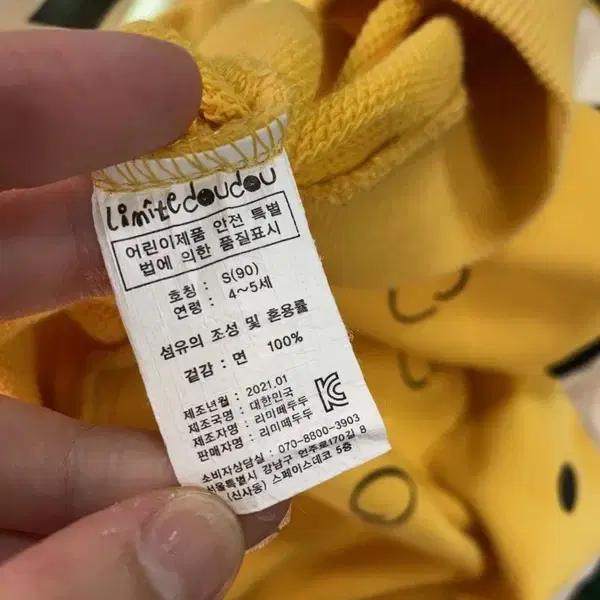 Limitedoudou
어린이제품 안전 특별
법에 의한 품질표시
호칭 : S(90)
연령 : 4~5세
섬유의 조성 및 혼용률
겉감 : 면 100%
제조년월 : 2021.01
제조국명 : 대한민국
제조자명 : 리미떼두두
판매자명 : 리미떼두두
소비자상담실 : 070-8800-3903
서울특별시 강남구 언주로170길 8
(신사동) 스페이스데코 5층